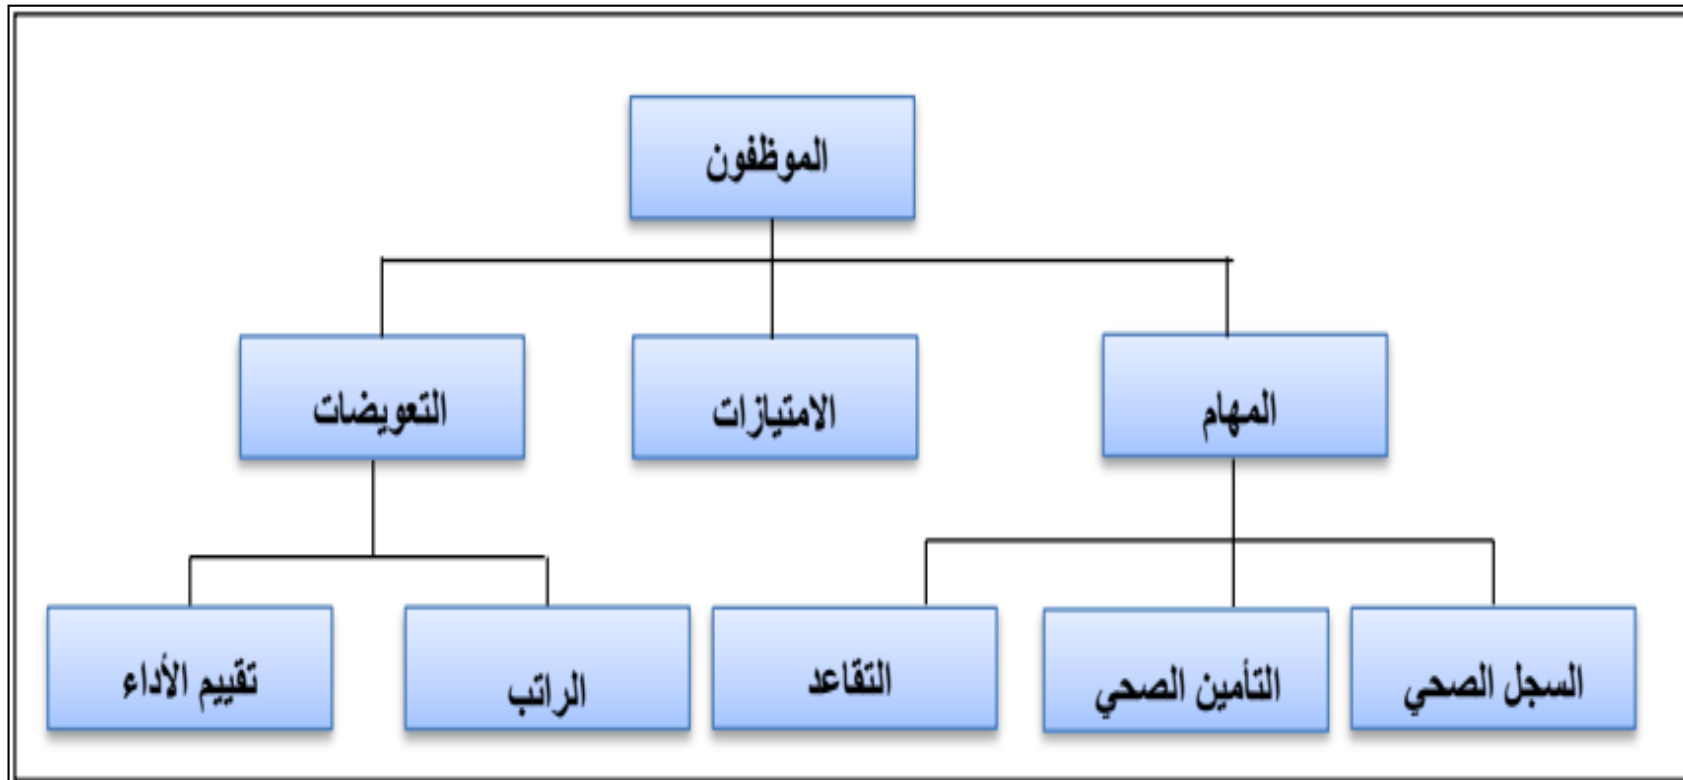 الموظفون
المهام
الامتيازات
التعويضات
السجل الصحي
التأمين الصحي
التقاعد
الراتب
تقييم الأداء